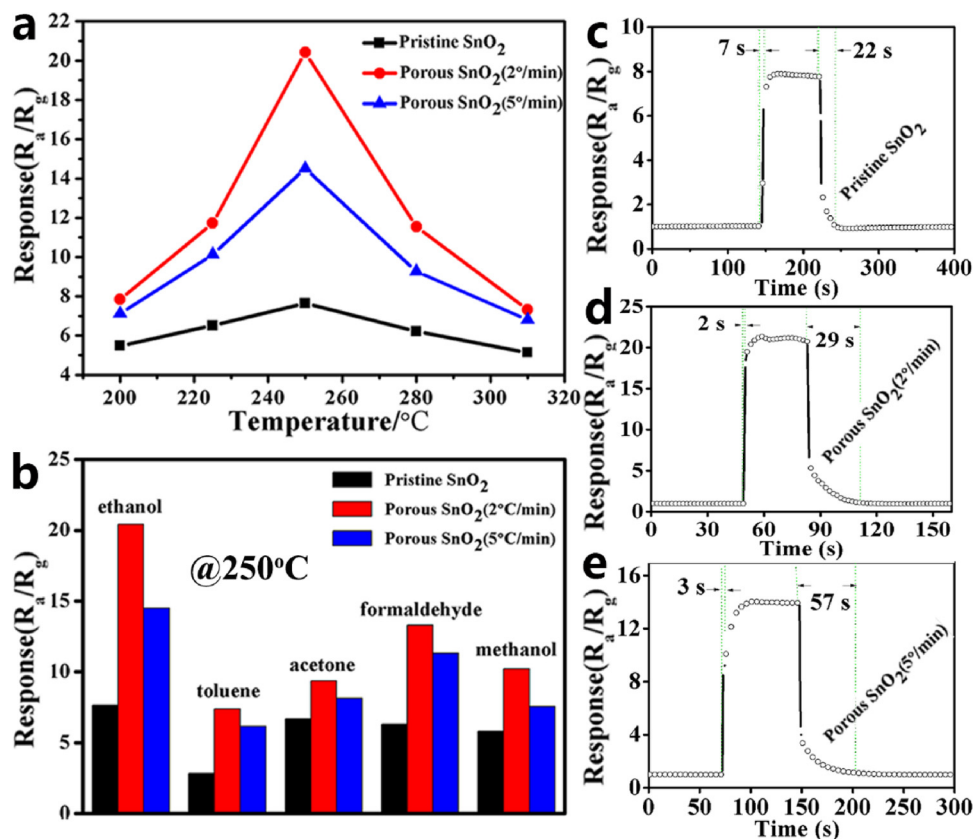 a
22
20
18
16
14
12
10
8
6
4
Response(Ra/Rg)
Pristine SnO2
Porous SnO2(2°/min)
Porous SnO2(5°/min)
200 220 240 260 280 300 320
Temperature/°C
b
25
20
15
10
5
0
Response(Ra/Rg)
Pristine SnO2
Porous SnO2(2°C/min)
Porous SnO2(5°C/min)
ethanol
@250°C
toluene
acetone
formaldehyde
methanol
c
10
8
6
4
2
0
Response(Ra/Rg)
7 s
22 s
Pristine SnO2
0 100 200 300 400
Time (s)
d
25
20
15
10
5
0
Response(Ra/Rg)
2 s
29 s
Porous SnO2(2°/min)
0 30 60 90 120 160
Time (s)
e
16
12
8
4
0
Response(Ra/Rg)
3 s
57 s
Porous SnO2(5°/min)
0 50 100 150 200 250 300
Time (s)